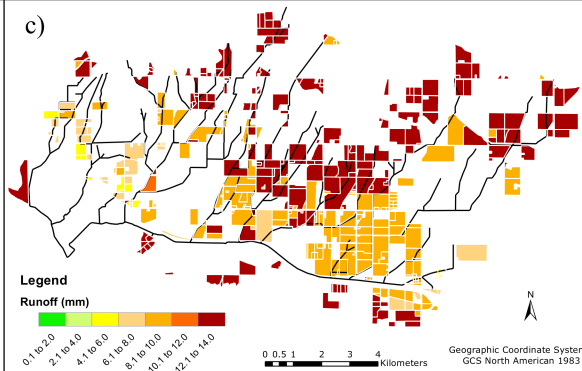 c)
Legend
Runoff (mm)
0.1 to 2.0
2.1 to 4.0
4.1 to 6.0
6.1 to 8.0
8.1 to 10.0
10.1 to 12.0
12.1 to 14.0
N
0 0.5 1 2 3 4
Kilometers
Geographic Coordinate System
GCS North American 1983